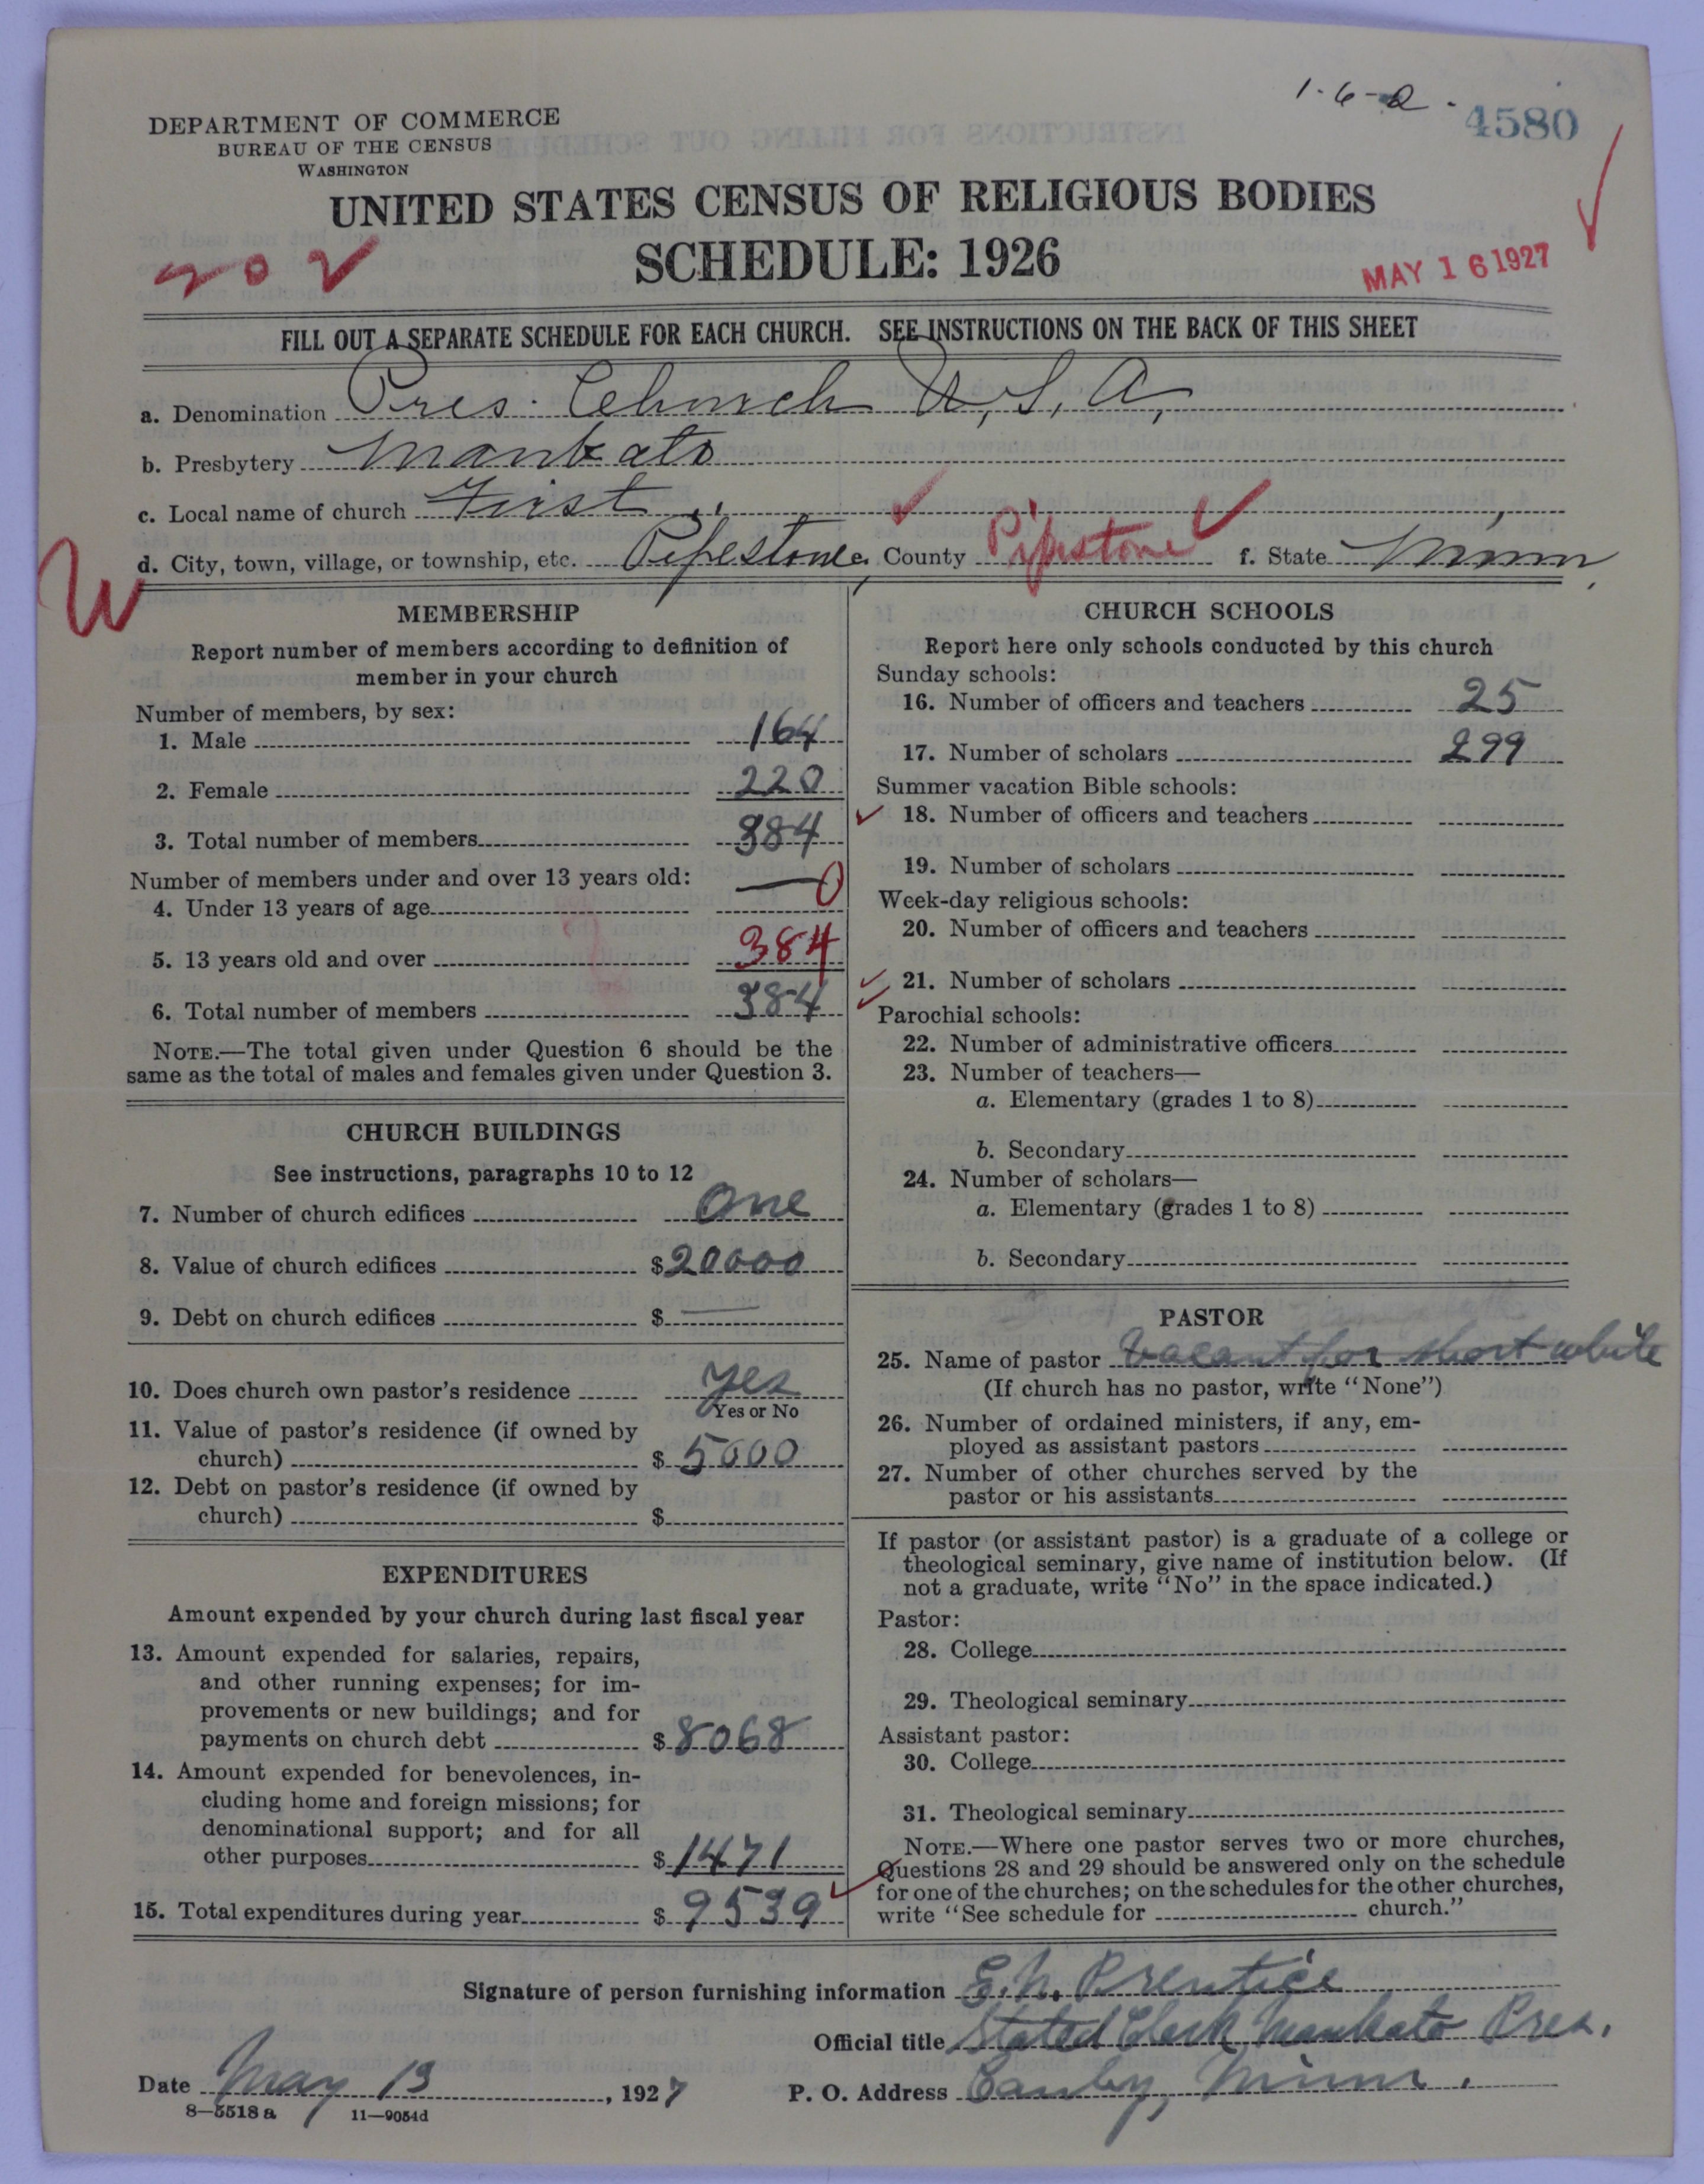 1-6-2.
4580
DEPARTMENT OF COMMERCE
BUREAU OF THE CENSUS
WASHINGTON
UNITED STATES CENSUS OF RELIGIOUS BODIES
SCHEDULE: 1926
202
MAY 16 1927
FILL OUT A SEPARATE SCHEDULE FOR EACH CHURCH. SEE INSTRUCTIONS ON THE BACK OF THIS SHEET
a. Denomination Pres. Church U.S.A.
b. Presbytery Mankato
c. Local name of church First
d. City, town, village, or township, etc. Pipestone, County Pipestone f. State Minn.
W
MEMBERSHIP
Report number of members according to definition of
member in your church
Number of members, by sex:
1. Male 164
2. Female 220
3. Total number of members 384
Number of members under and over 13 years old:
4. Under 13 years of age — 0
5. 13 years old and over 384
6. Total number of members 384
NOTE.—The total given under Question 6 should be the
same as the total of males and females given under Question 3.
CHURCH BUILDINGS
See instructions, paragraphs 10 to 12
7. Number of church edifices One
8. Value of church edifices $20000
9. Debt on church edifices $ —
10. Does church own pastor's residence Yes
Yes or No
11. Value of pastor's residence (if owned by
church) $ 5000
12. Debt on pastor's residence (if owned by
church) $
EXPENDITURES
Amount expended by your church during last fiscal year
13. Amount expended for salaries, repairs,
and other running expenses; for im-
provements or new buildings; and for
payments on church debt $8068
14. Amount expended for benevolences, in-
cluding home and foreign missions; for
denominational support; and for all
other purposes $1471
15. Total expenditures during year $9539
CHURCH SCHOOLS
Report here only schools conducted by this church
Sunday schools:
16. Number of officers and teachers 25
17. Number of scholars 299
Summer vacation Bible schools:
18. Number of officers and teachers
19. Number of scholars
Week-day religious schools:
20. Number of officers and teachers
21. Number of scholars
Parochial schools:
22. Number of administrative officers
23. Number of teachers—
a. Elementary (grades 1 to 8)
b. Secondary
24. Number of scholars—
a. Elementary (grades 1 to 8)
b. Secondary
PASTOR
25. Name of pastor Vacant for short while
(If church has no pastor, write "None")
26. Number of ordained ministers, if any, em-
ployed as assistant pastors
27. Number of other churches served by the
pastor or his assistants
If pastor (or assistant pastor) is a graduate of a college or
theological seminary, give name of institution below. (If
not a graduate, write "No" in the space indicated.)
Pastor:
28. College
29. Theological seminary
Assistant pastor:
30. College
31. Theological seminary
NOTE.—Where one pastor serves two or more churches,
Questions 28 and 29 should be answered only on the schedule
for one of the churches; on the schedules for the other churches,
write "See schedule for church."
Signature of person furnishing information E. N. Prentice
Official title Stated Clerk Mankato Pres.
Date May 13, 1927 P. O. Address Canby, Minn.
8—5518 a 11—9054d